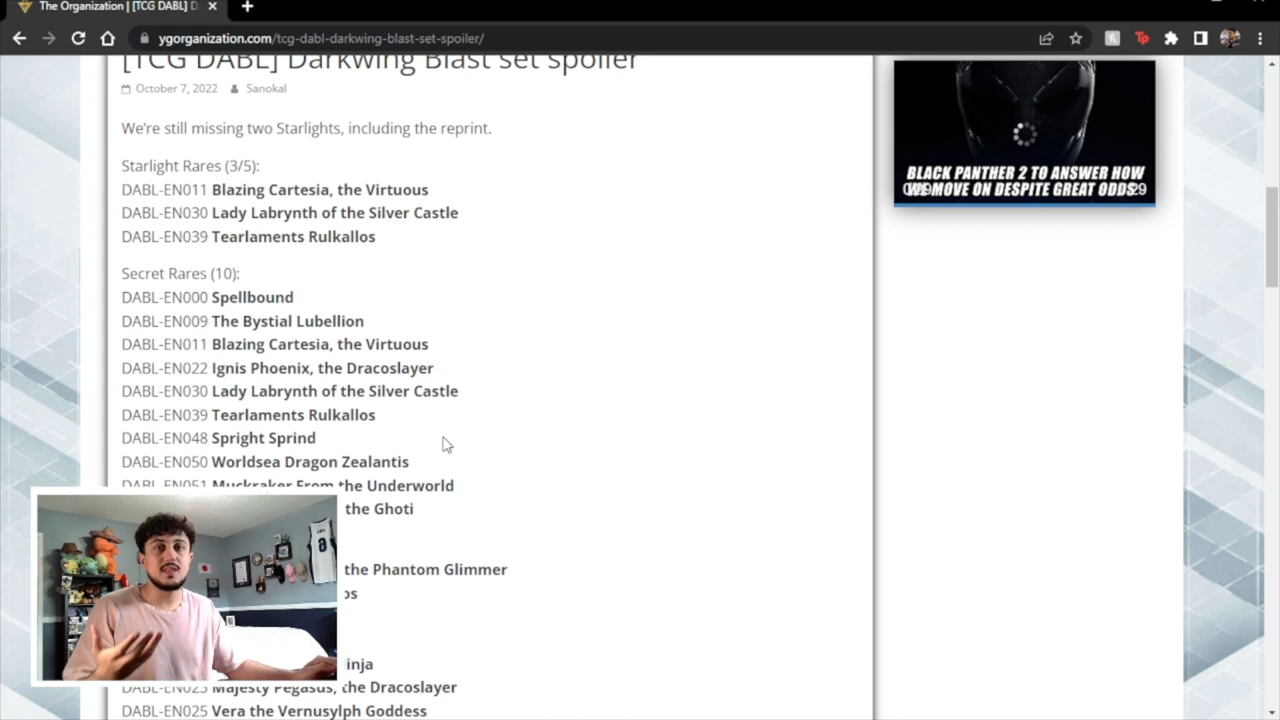 The Organization | [TCG DABL] D
ygorganization.com/tcg-dabl-darkwing-blast-set-spoiler/
[TCG DABL] Darkwing Blast set spoiler
October 7, 2022 Sanokal
We're still missing two Starlights, including the reprint.
Starlight Rares (3/5):
DABL-EN011 Blazing Cartesia, the Virtuous
DABL-EN030 Lady Labrynth of the Silver Castle
DABL-EN039 Tearlaments Rulkallos
Secret Rares (10):
DABL-EN000 Spellbound
DABL-EN009 The Bystial Lubellion
DABL-EN011 Blazing Cartesia, the Virtuous
DABL-EN022 Ignis Phoenix, the Dracoslayer
DABL-EN030 Lady Labrynth of the Silver Castle
DABL-EN039 Tearlaments Rulkallos
DABL-EN048 Spright Sprind
DABL-EN050 Worldsea Dragon Zealantis
DABL-EN051 Muckraker From the Underworld
the Ghoti
the Phantom Glimmer
os
inja
DABL-EN023 Majesty Pegasus, the Dracoslayer
DABL-EN025 Vera the Vernusylph Goddess
BLACK PANTHER 2 TO ANSWER HOW
WE MOVE ON DESPITE GREAT ODDS